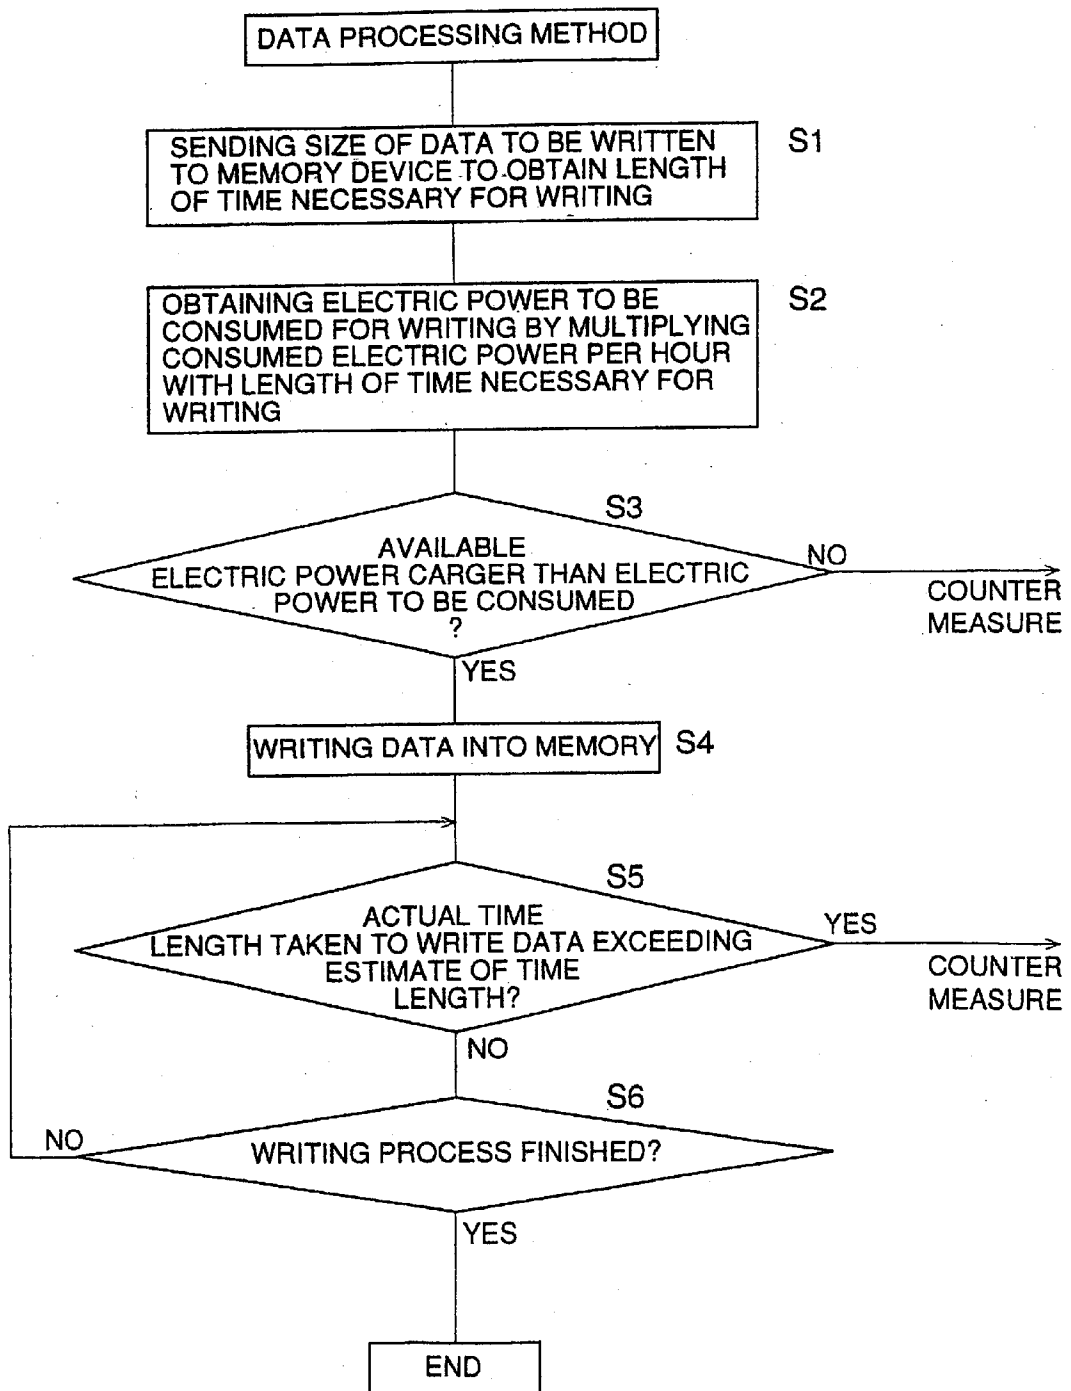 DATA PROCESSING METHOD
SENDING SIZE OF DATA TO BE WRITTEN
TO MEMORY DEVICE TO OBTAIN LENGTH
OF TIME NECESSARY FOR WRITING
S1
OBTAINING ELECTRIC POWER TO BE
CONSUMED FOR WRITING BY MULTIPLYING
CONSUMED ELECTRIC POWER PER HOUR
WITH LENGTH OF TIME NECESSARY FOR
WRITING
S2
S3
AVAILABLE
ELECTRIC POWER CARGER THAN ELECTRIC
POWER TO BE CONSUMED
?
NO
COUNTER
MEASURE
YES
WRITING DATA INTO MEMORY
S4
S5
ACTUAL TIME
LENGTH TAKEN TO WRITE DATA EXCEEDING
ESTIMATE OF TIME
LENGTH?
YES
COUNTER
MEASURE
NO
S6
WRITING PROCESS FINISHED?
NO
YES
END